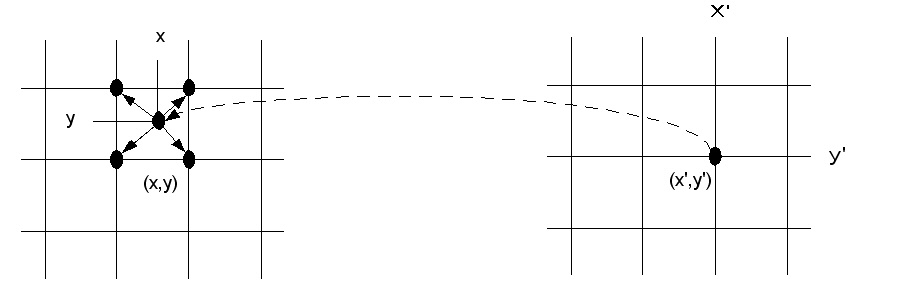 x
y
(x,y)
X'
y'
(x',y')